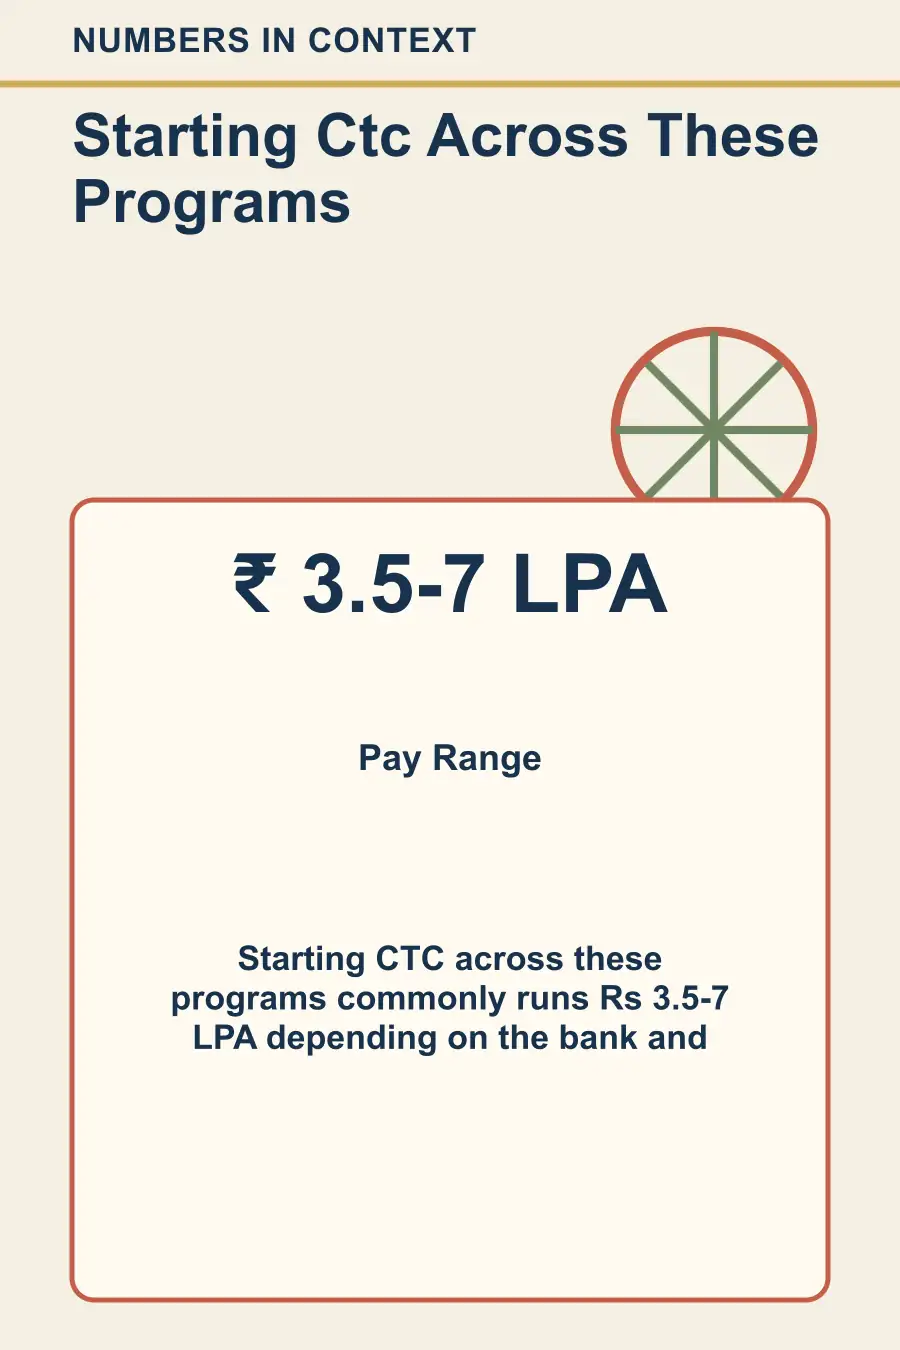 NUMBERS IN CONTEXT
Starting Ctc Across These
Programs
₹ 3.5-7 LPA
Pay Range
Starting CTC across these
programs commonly runs Rs 3.5-7
LPA depending on the bank and